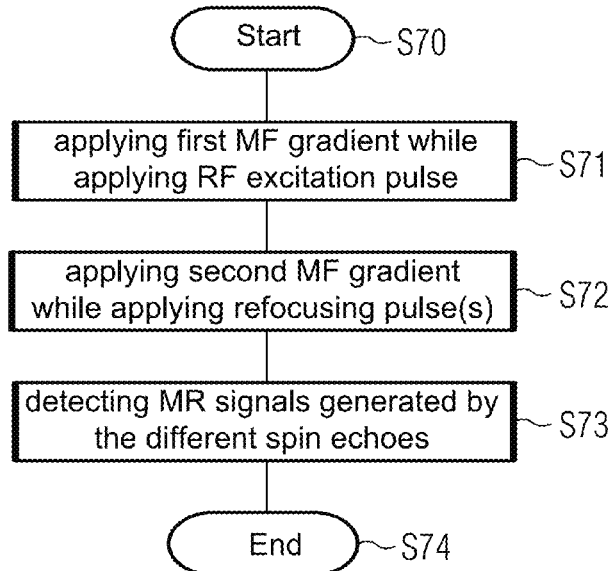 Start
S70
applying first MF gradient while
applying RF excitation pulse
S71
applying second MF gradient
while applying refocusing pulse(s)
S72
detecting MR signals generated by
the different spin echoes
S73
End
S74